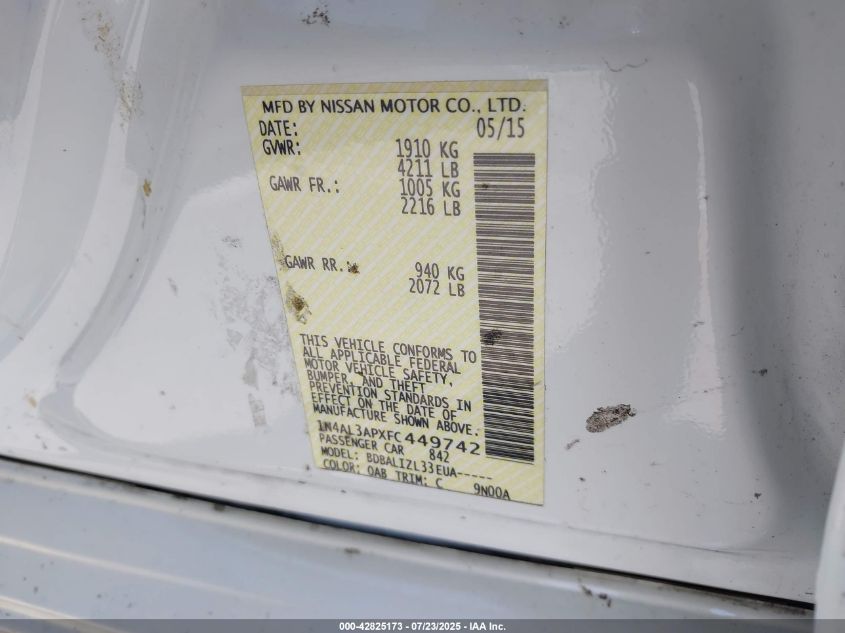 MFD BY NISSAN MOTOR CO., LTD.
DATE: 05/15
GVWR: 1910 KG
4211 LB
GAWR FR.: 1005 KG
2216 LB
GAWR RR.: 940 KG
2072 LB
THIS VEHICLE CONFORMS TO
ALL APPLICABLE FEDERAL
MOTOR VEHICLE SAFETY,
BUMPER, AND THEFT
PREVENTION STANDARDS IN
EFFECT ON THE DATE OF
MANUFACTURE SHOWN ABOVE.
1N4AL3APXFC449742
PASSENGER CAR 842
MODEL: BDBALIZL33EUA-----
COLOR: QAB TRIM: C 9N00A
000-42825173 - 07/23/2025 - IAA Inc.